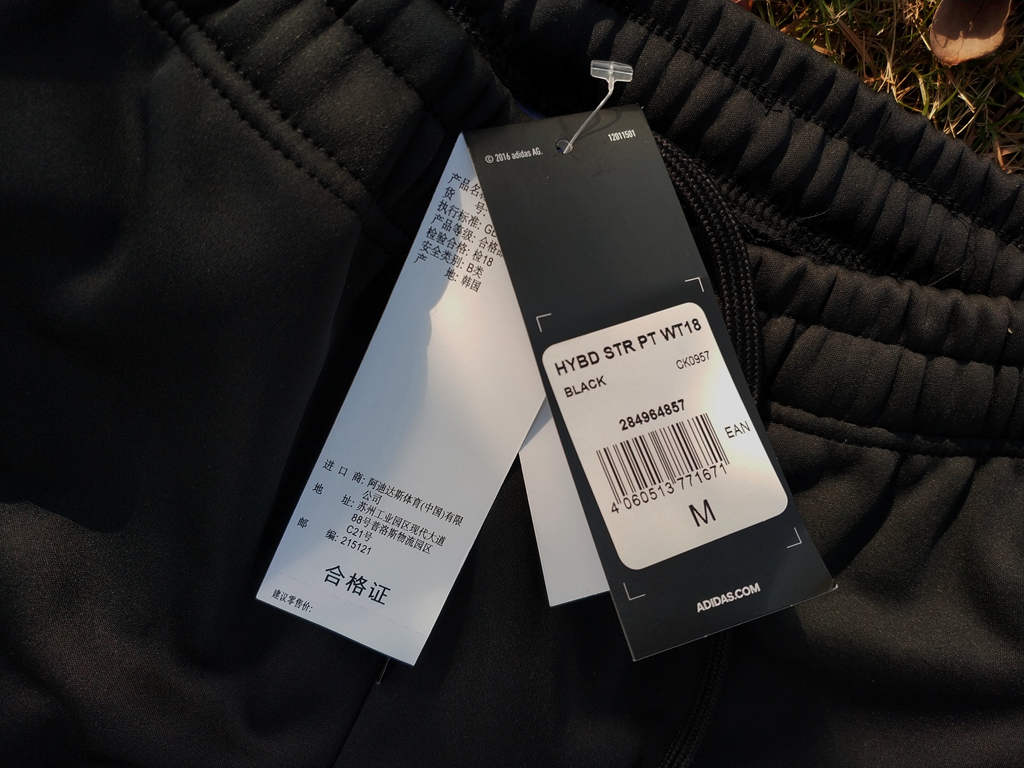 © 2016 adidas AG.
12011501
产品名
货 号:
执行标准: GB
产品等级: 合格
检验合格: 检18
安全类别: B类
产 地: 韩国
进 口 商: 阿迪达斯体育(中国)有限
公司
地 址: 苏州工业园区现代大道
88号普洛斯物流园区
C21号
邮 编: 215121
合格证
建议零售价:
HYBD STR PT WT18
BLACK
CK0957
284964857
EAN
4 060513 771671
M
ADIDAS.COM